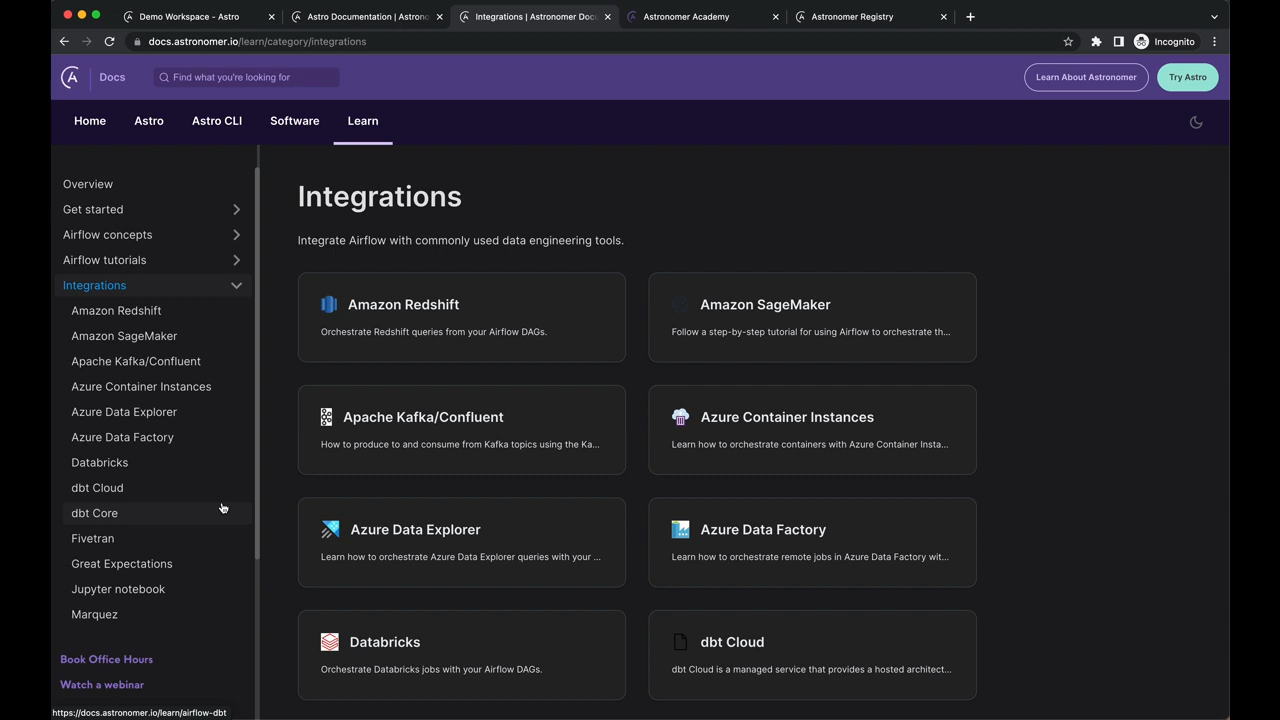 Demo Workspace - Astro
Astro Documentation | Astrono
Integrations | Astronomer Doc
Astronomer Academy
Astronomer Registry
docs.astronomer.io/learn/category/integrations
Incognito
Docs
Find what you're looking for
Learn About Astronomer
Try Astro
Home
Astro
Astro CLI
Software
Learn
Overview
Get started
Airflow concepts
Airflow tutorials
Integrations
Amazon Redshift
Amazon SageMaker
Apache Kafka/Confluent
Azure Container Instances
Azure Data Explorer
Azure Data Factory
Databricks
dbt Cloud
dbt Core
Fivetran
Great Expectations
Jupyter notebook
Marquez
Book Office Hours
Watch a webinar
Integrations
Integrate Airflow with commonly used data engineering tools.
Amazon Redshift
Orchestrate Redshift queries from your Airflow DAGs.
Amazon SageMaker
Follow a step-by-step tutorial for using Airflow to orchestrate th...
Apache Kafka/Confluent
How to produce to and consume from Kafka topics using the Ka...
Azure Container Instances
Learn how to orchestrate containers with Azure Container Insta...
Azure Data Explorer
Learn how to orchestrate Azure Data Explorer queries with your ...
Azure Data Factory
Learn how to orchestrate remote jobs in Azure Data Factory wit...
Databricks
Orchestrate Databricks jobs with your Airflow DAGs.
dbt Cloud
dbt Cloud is a managed service that provides a hosted architect...
https://docs.astronomer.io/learn/airflow-dbt